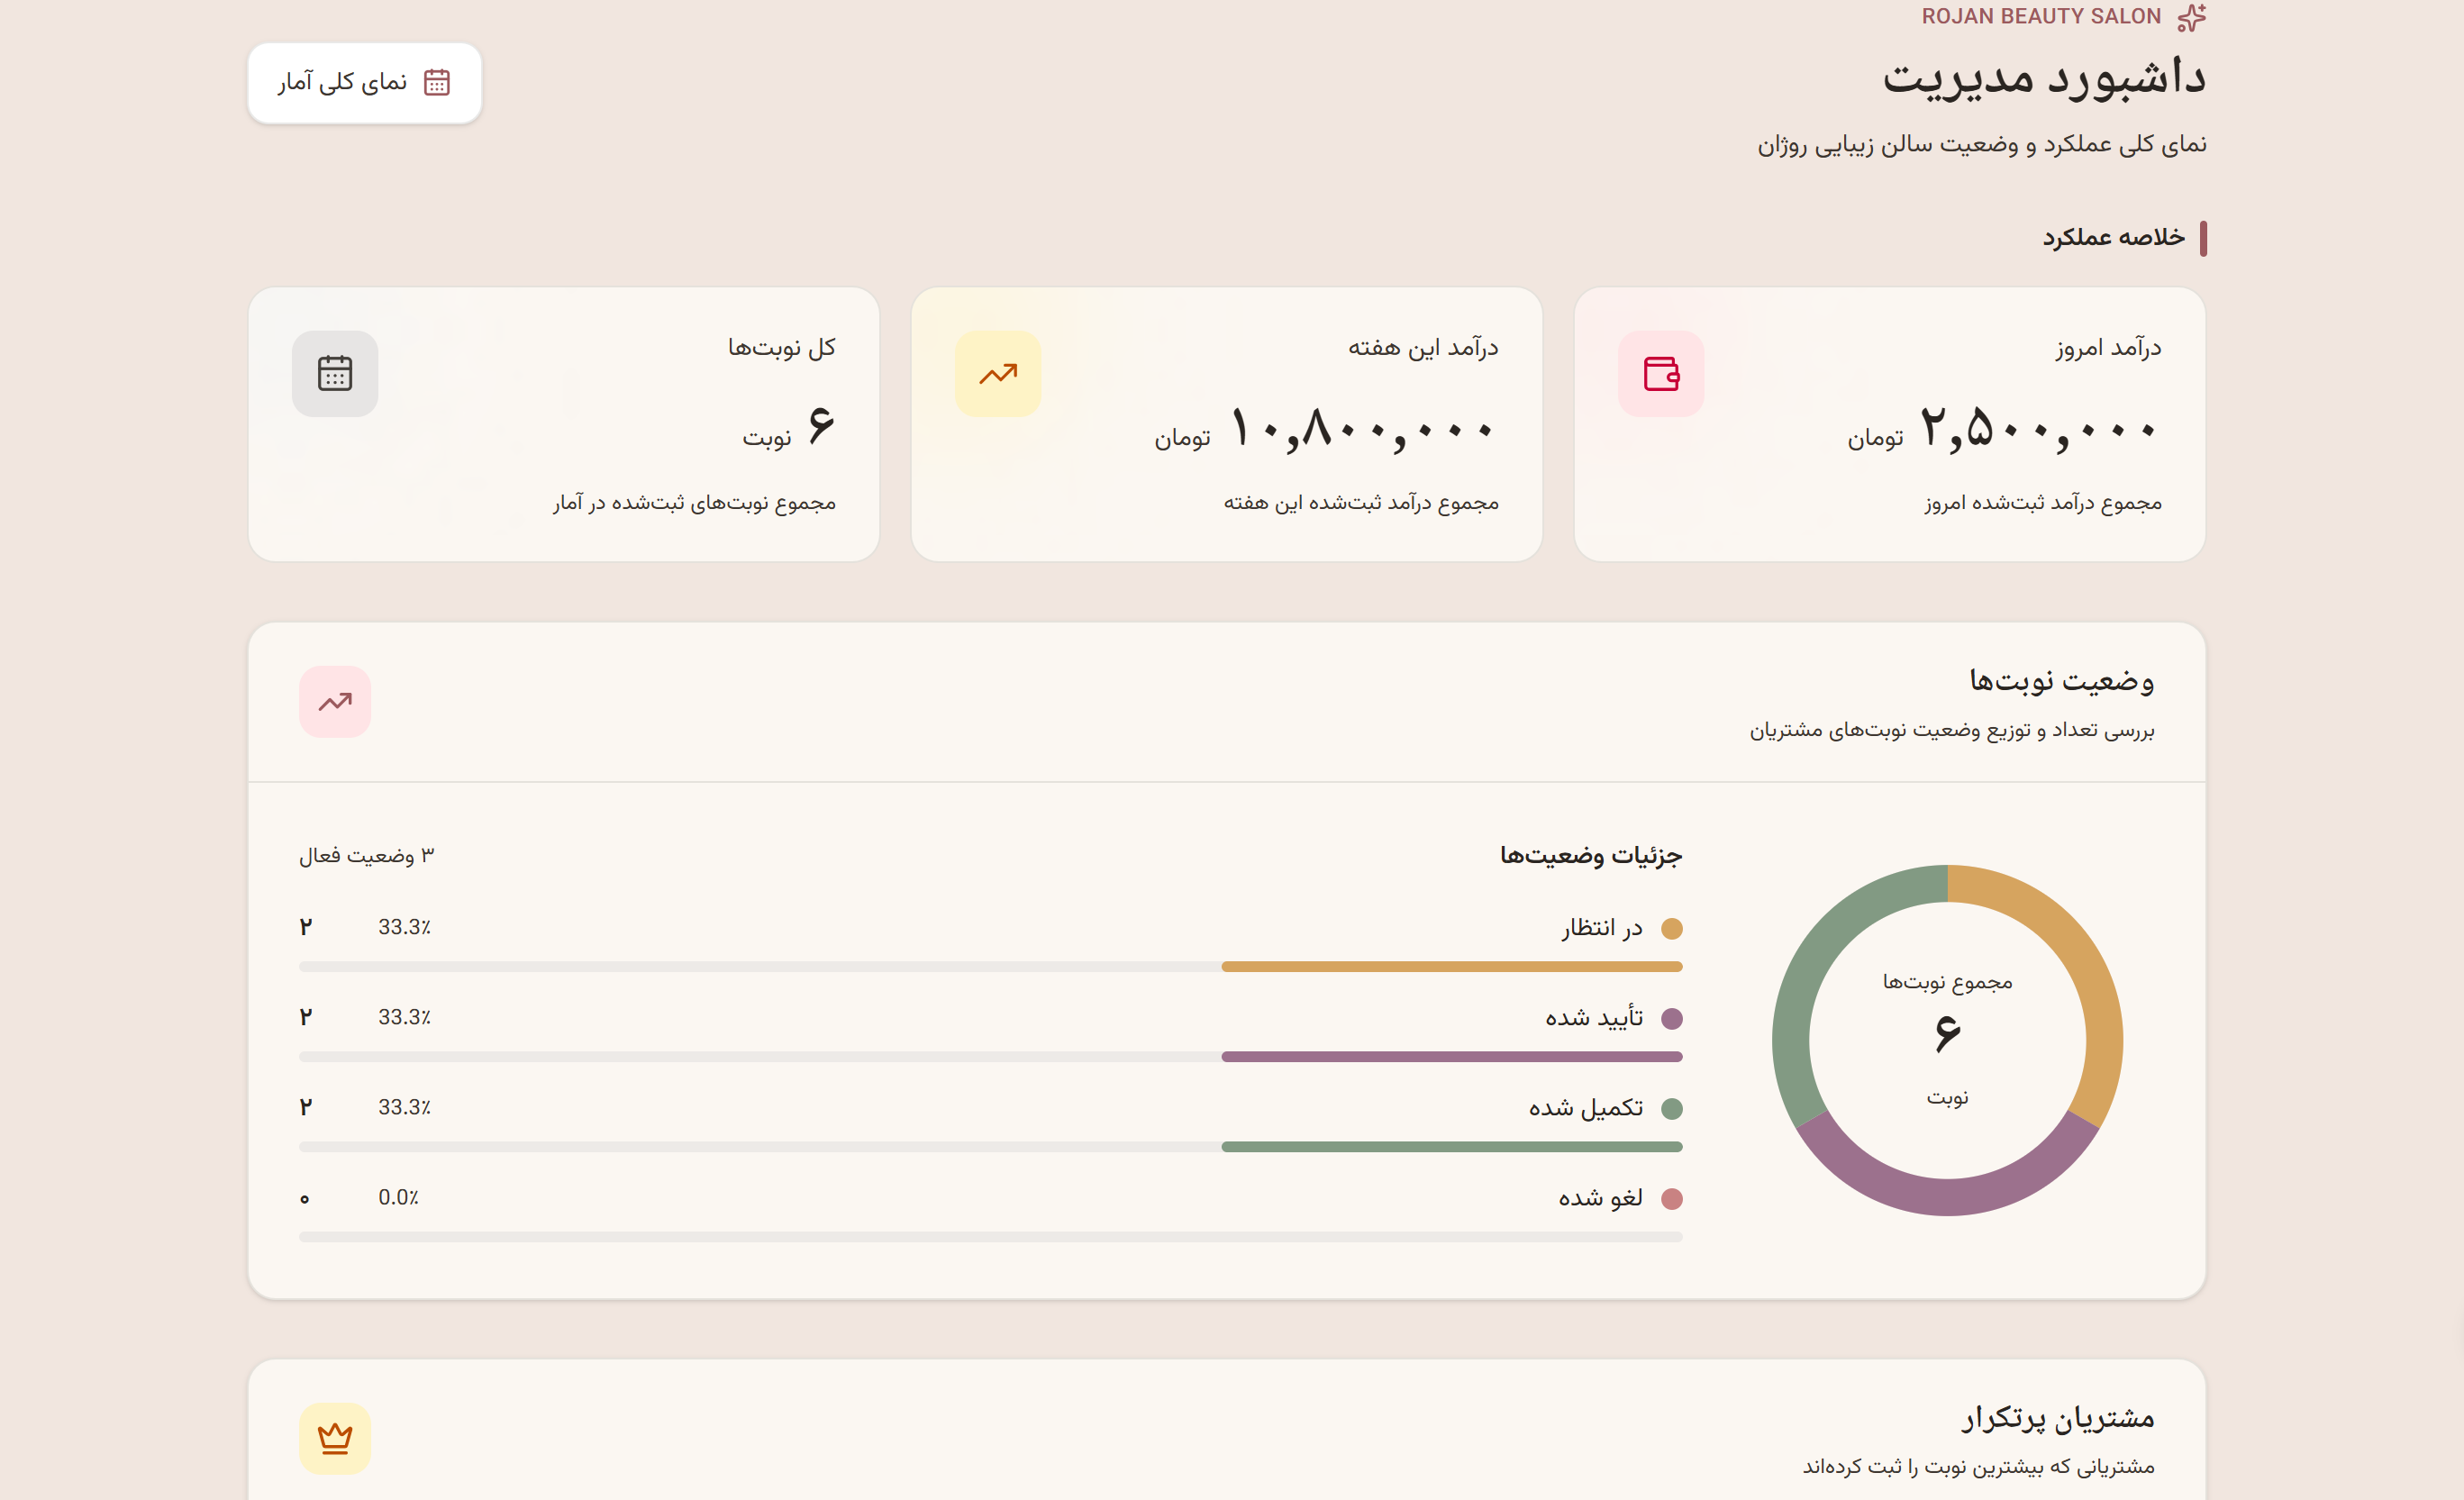 ROJAN BEAUTY SALON
داشبورد مدیریت
نمای کلی عملکرد و وضعیت سالن زیبایی روژان
نمای کلی آمار
خلاصه عملکرد
درآمد امروز
۲,۵۰۰,۰۰۰ تومان
مجموع درآمد ثبت‌شده امروز
درآمد این هفته
۱۰,۸۰۰,۰۰۰ تومان
مجموع درآمد ثبت‌شده این هفته
کل نوبت‌ها
۶ نوبت
مجموع نوبت‌های ثبت‌شده در آمار
وضعیت نوبت‌ها
بررسی تعداد و توزیع وضعیت نوبت‌های مشتریان
مجموع نوبت‌ها
۶
نوبت
جزئیات وضعیت‌ها
۳ وضعیت فعال
در انتظار 33.3٪ ۲
تأیید شده 33.3٪ ۲
تکمیل شده 33.3٪ ۲
لغو شده 0.0٪ ۰
مشتریان پرتکرار
مشتریانی که بیشترین نوبت را ثبت کرده‌اند